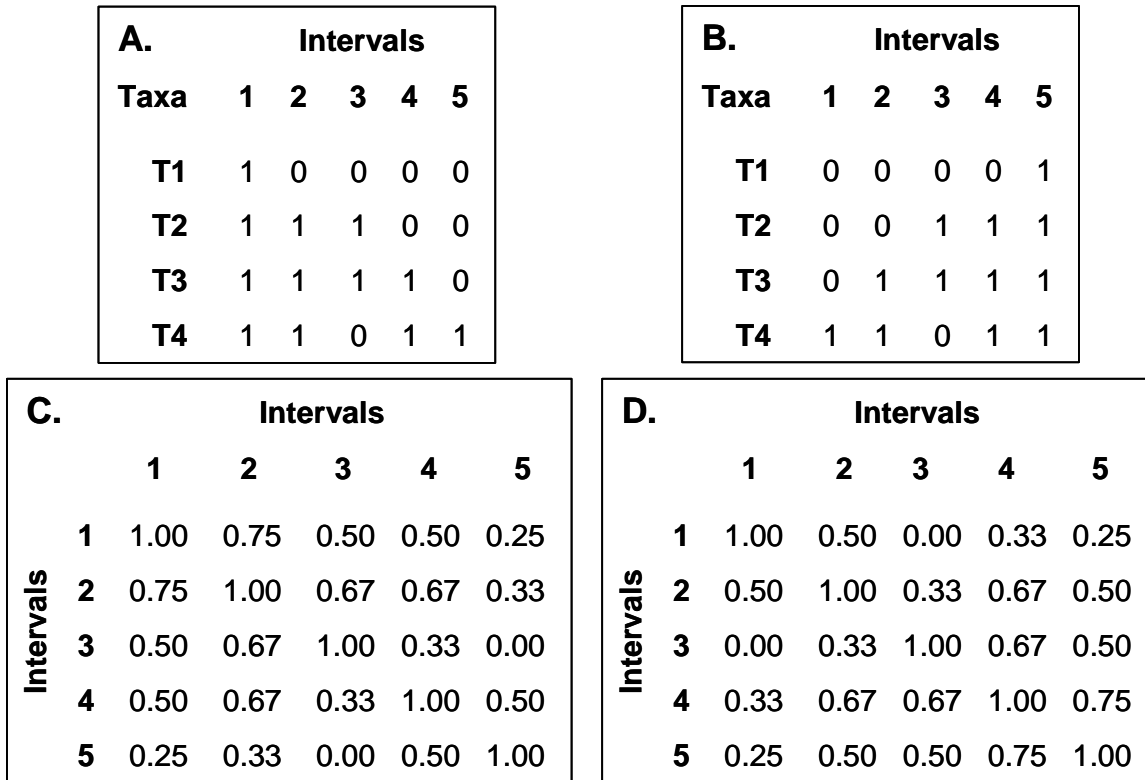 A. Intervals
Taxa 1 2 3 4 5
T1 1 0 0 0 0
T2 1 1 1 0 0
T3 1 1 1 1 0
T4 1 1 0 1 1
B. Intervals
Taxa 1 2 3 4 5
T1 0 0 0 0 1
T2 0 0 1 1 1
T3 0 1 1 1 1
T4 1 1 0 1 1
C. Intervals
1 2 3 4 5
Intervals
1 1.00 0.75 0.50 0.50 0.25
2 0.75 1.00 0.67 0.67 0.33
3 0.50 0.67 1.00 0.33 0.00
4 0.50 0.67 0.33 1.00 0.50
5 0.25 0.33 0.00 0.50 1.00
D. Intervals
1 2 3 4 5
Intervals
1 1.00 0.50 0.00 0.33 0.25
2 0.50 1.00 0.33 0.67 0.50
3 0.00 0.33 1.00 0.67 0.50
4 0.33 0.67 0.67 1.00 0.75
5 0.25 0.50 0.50 0.75 1.00